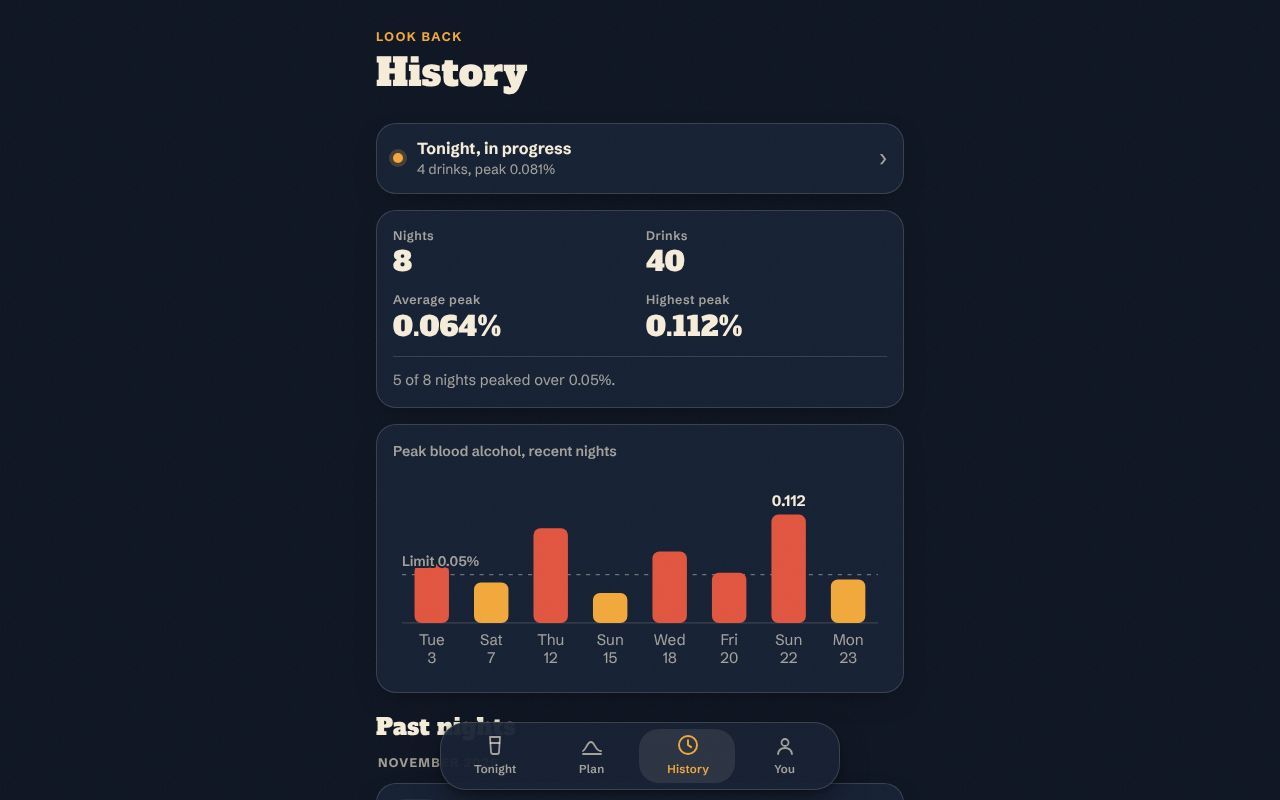 LOOK BACK
History
Tonight, in progress
4 drinks, peak 0.081%
Nights
8
Drinks
40
Average peak
0.064%
Highest peak
0.112%
5 of 8 nights peaked over 0.05%.
Peak blood alcohol, recent nights
0.112
Limit 0.05%
Tue Sat Thu Sun Wed Fri Sun Mon
3 7 12 15 18 20 22 23
Past nights
NOVEMBER
Tonight Plan History You